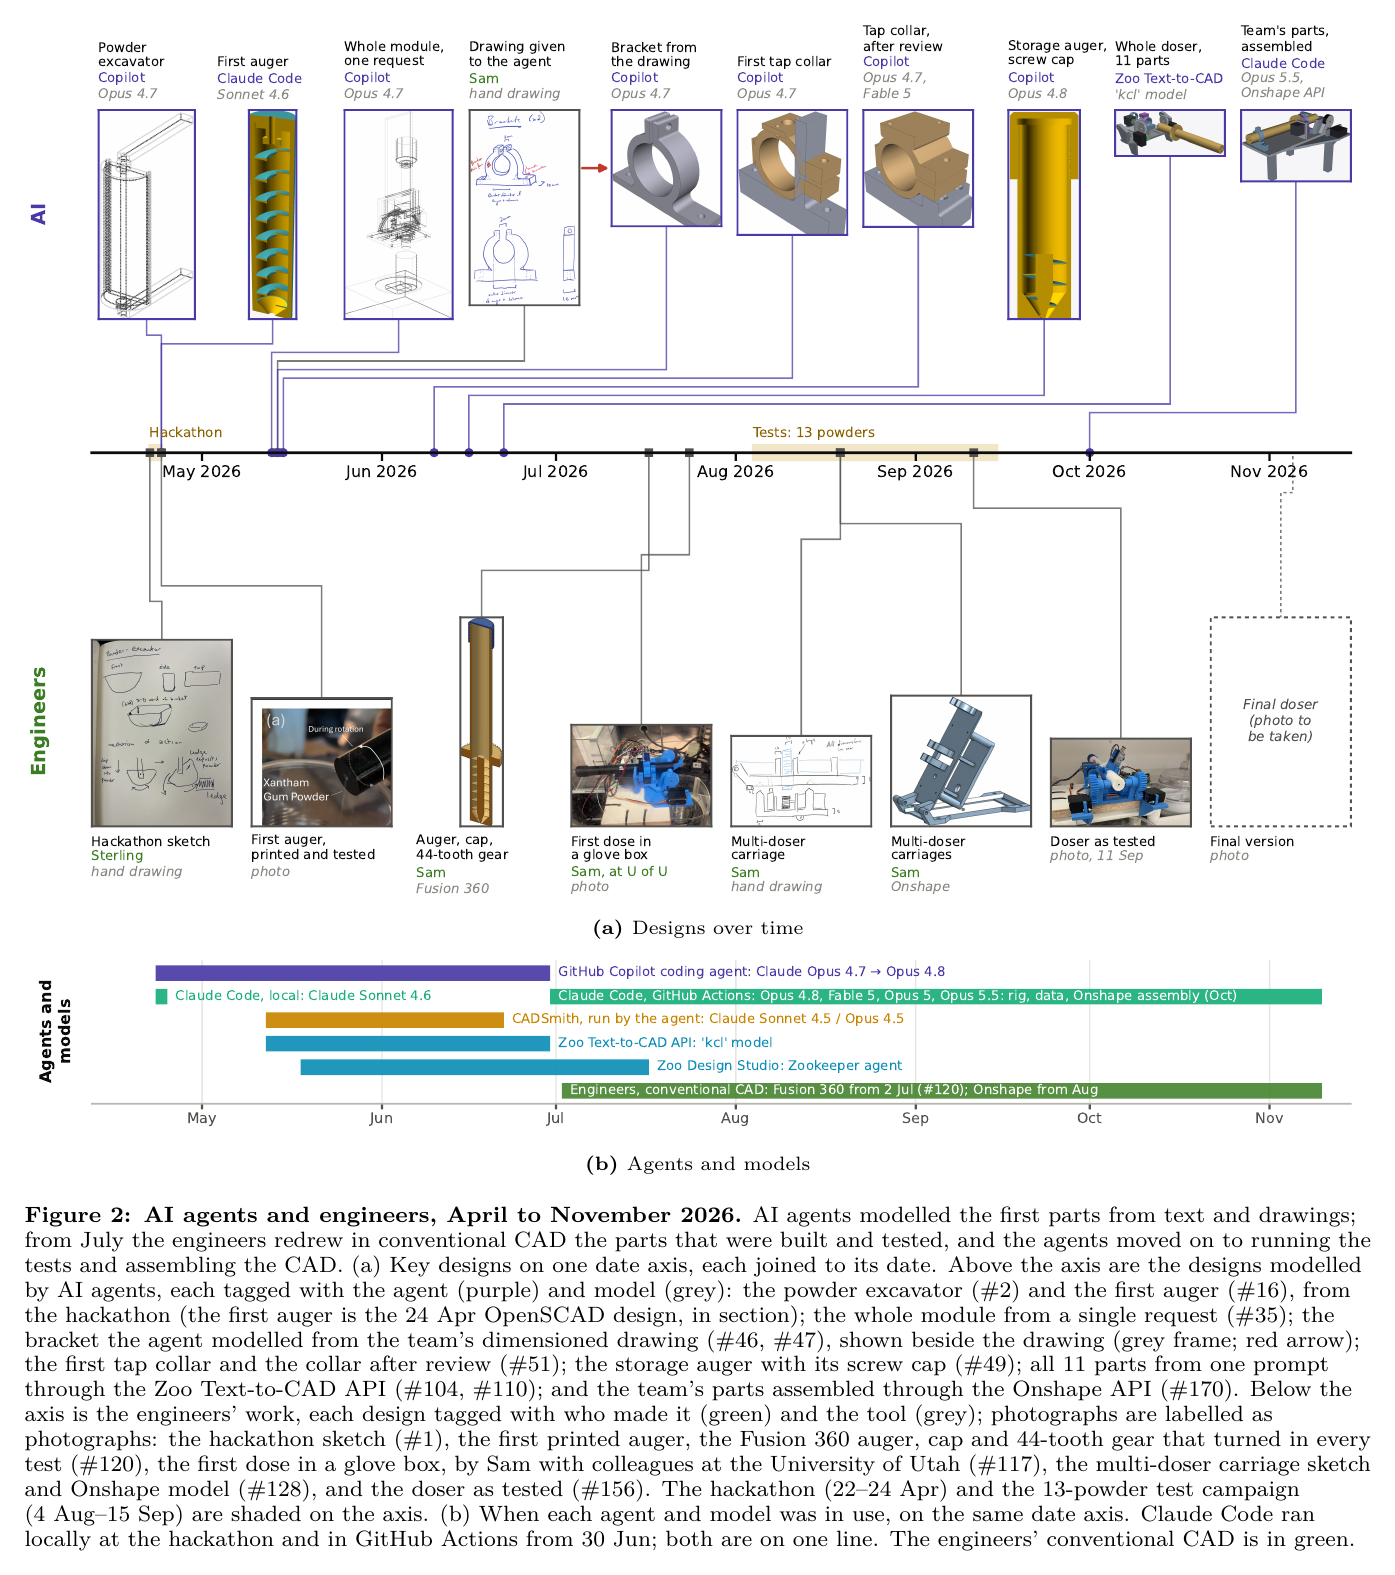 Powder
excavator
Copilot
Opus 4.7
First auger
Claude Code
Sonnet 4.6
Whole module,
one request
Copilot
Opus 4.7
Drawing given
to the agent
Sam
hand drawing
Bracket from
the drawing
Copilot
Opus 4.7
First tap collar
Copilot
Opus 4.7
Tap collar,
after review
Copilot
Opus 4.7,
Fable 5
Storage auger,
screw cap
Copilot
Opus 4.8
Whole doser,
11 parts
Zoo Text-to-CAD
'kcl' model
Team's parts,
assembled
Claude Code
Opus 5.5,
Onshape API
AI
Hackathon
Tests: 13 powders
May 2026
Jun 2026
Jul 2026
Aug 2026
Sep 2026
Oct 2026
Nov 2026
Engineers
(a)
During rotation
Xantham
Gum Powder
Final doser
(photo to
be taken)
Hackathon sketch
Sterling
hand drawing
First auger,
printed and tested
photo
Auger, cap,
44-tooth gear
Sam
Fusion 360
First dose in
a glove box
Sam, at U of U
photo
Multi-doser
carriage
Sam
hand drawing
Multi-doser
carriages
Sam
Onshape
Doser as tested
photo, 11 Sep
Final version
photo
(a) Designs over time
Agents and
models
GitHub Copilot coding agent: Claude Opus 4.7 → Opus 4.8
Claude Code, local: Claude Sonnet 4.6
Claude Code, GitHub Actions: Opus 4.8, Fable 5, Opus 5, Opus 5.5: rig, data, Onshape assembly (Oct)
CADSmith, run by the agent: Claude Sonnet 4.5 / Opus 4.5
Zoo Text-to-CAD API: 'kcl' model
Zoo Design Studio: Zookeeper agent
Engineers, conventional CAD: Fusion 360 from 2 Jul (#120); Onshape from Aug
May
Jun
Jul
Aug
Sep
Oct
Nov
(b) Agents and models
Figure 2: AI agents and engineers, April to November 2026. AI agents modelled the first parts from text and drawings;
from July the engineers redrew in conventional CAD the parts that were built and tested, and the agents moved on to running the
tests and assembling the CAD. (a) Key designs on one date axis, each joined to its date. Above the axis are the designs modelled
by AI agents, each tagged with the agent (purple) and model (grey): the powder excavator (#2) and the first auger (#16), from
the hackathon (the first auger is the 24 Apr OpenSCAD design, in section); the whole module from a single request (#35); the
bracket the agent modelled from the team's dimensioned drawing (#46, #47), shown beside the drawing (grey frame; red arrow);
the first tap collar and the collar after review (#51); the storage auger with its screw cap (#49); all 11 parts from one prompt
through the Zoo Text-to-CAD API (#104, #110); and the team's parts assembled through the Onshape API (#170). Below the
axis is the engineers' work, each design tagged with who made it (green) and the tool (grey); photographs are labelled as
photographs: the hackathon sketch (#1), the first printed auger, the Fusion 360 auger, cap and 44-tooth gear that turned in every
test (#120), the first dose in a glove box, by Sam with colleagues at the University of Utah (#117), the multi-doser carriage sketch
and Onshape model (#128), and the doser as tested (#156). The hackathon (22–24 Apr) and the 13-powder test campaign
(4 Aug–15 Sep) are shaded on the axis. (b) When each agent and model was in use, on the same date axis. Claude Code ran
locally at the hackathon and in GitHub Actions from 30 Jun; both are on one line. The engineers' conventional CAD is in green.